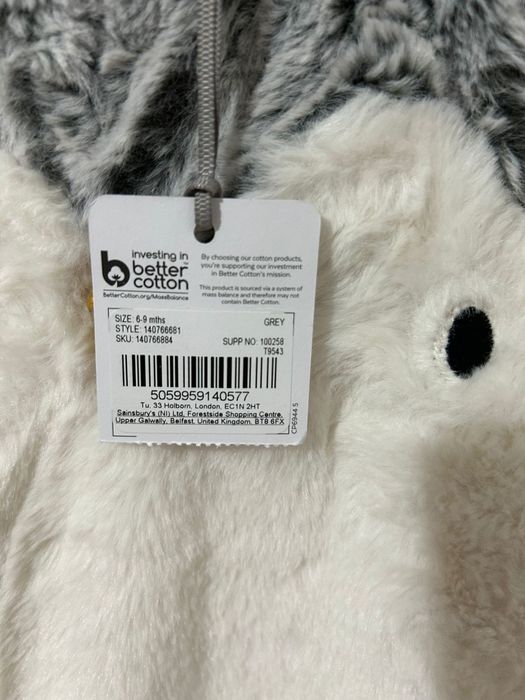 investing in
better
cotton™
BetterCotton.org/MassBalance
By choosing our cotton products,
you're supporting our investment
in Better Cotton's mission.
This product is sourced via a system of
mass balance and therefore may not
contain Better Cotton.
SIZE: 6-9 mths GREY
STYLE: 140766681
SKU: 140766884 SUPP NO: 100258
T9543
5059959140577
Tu. 33 Holborn, London, EC1N 2HT
Sainsbury's (NI) Ltd, Forestside Shopping Centre,
Upper Galwally, Belfast, United Kingdom, BT8 6FX
CP6944 5